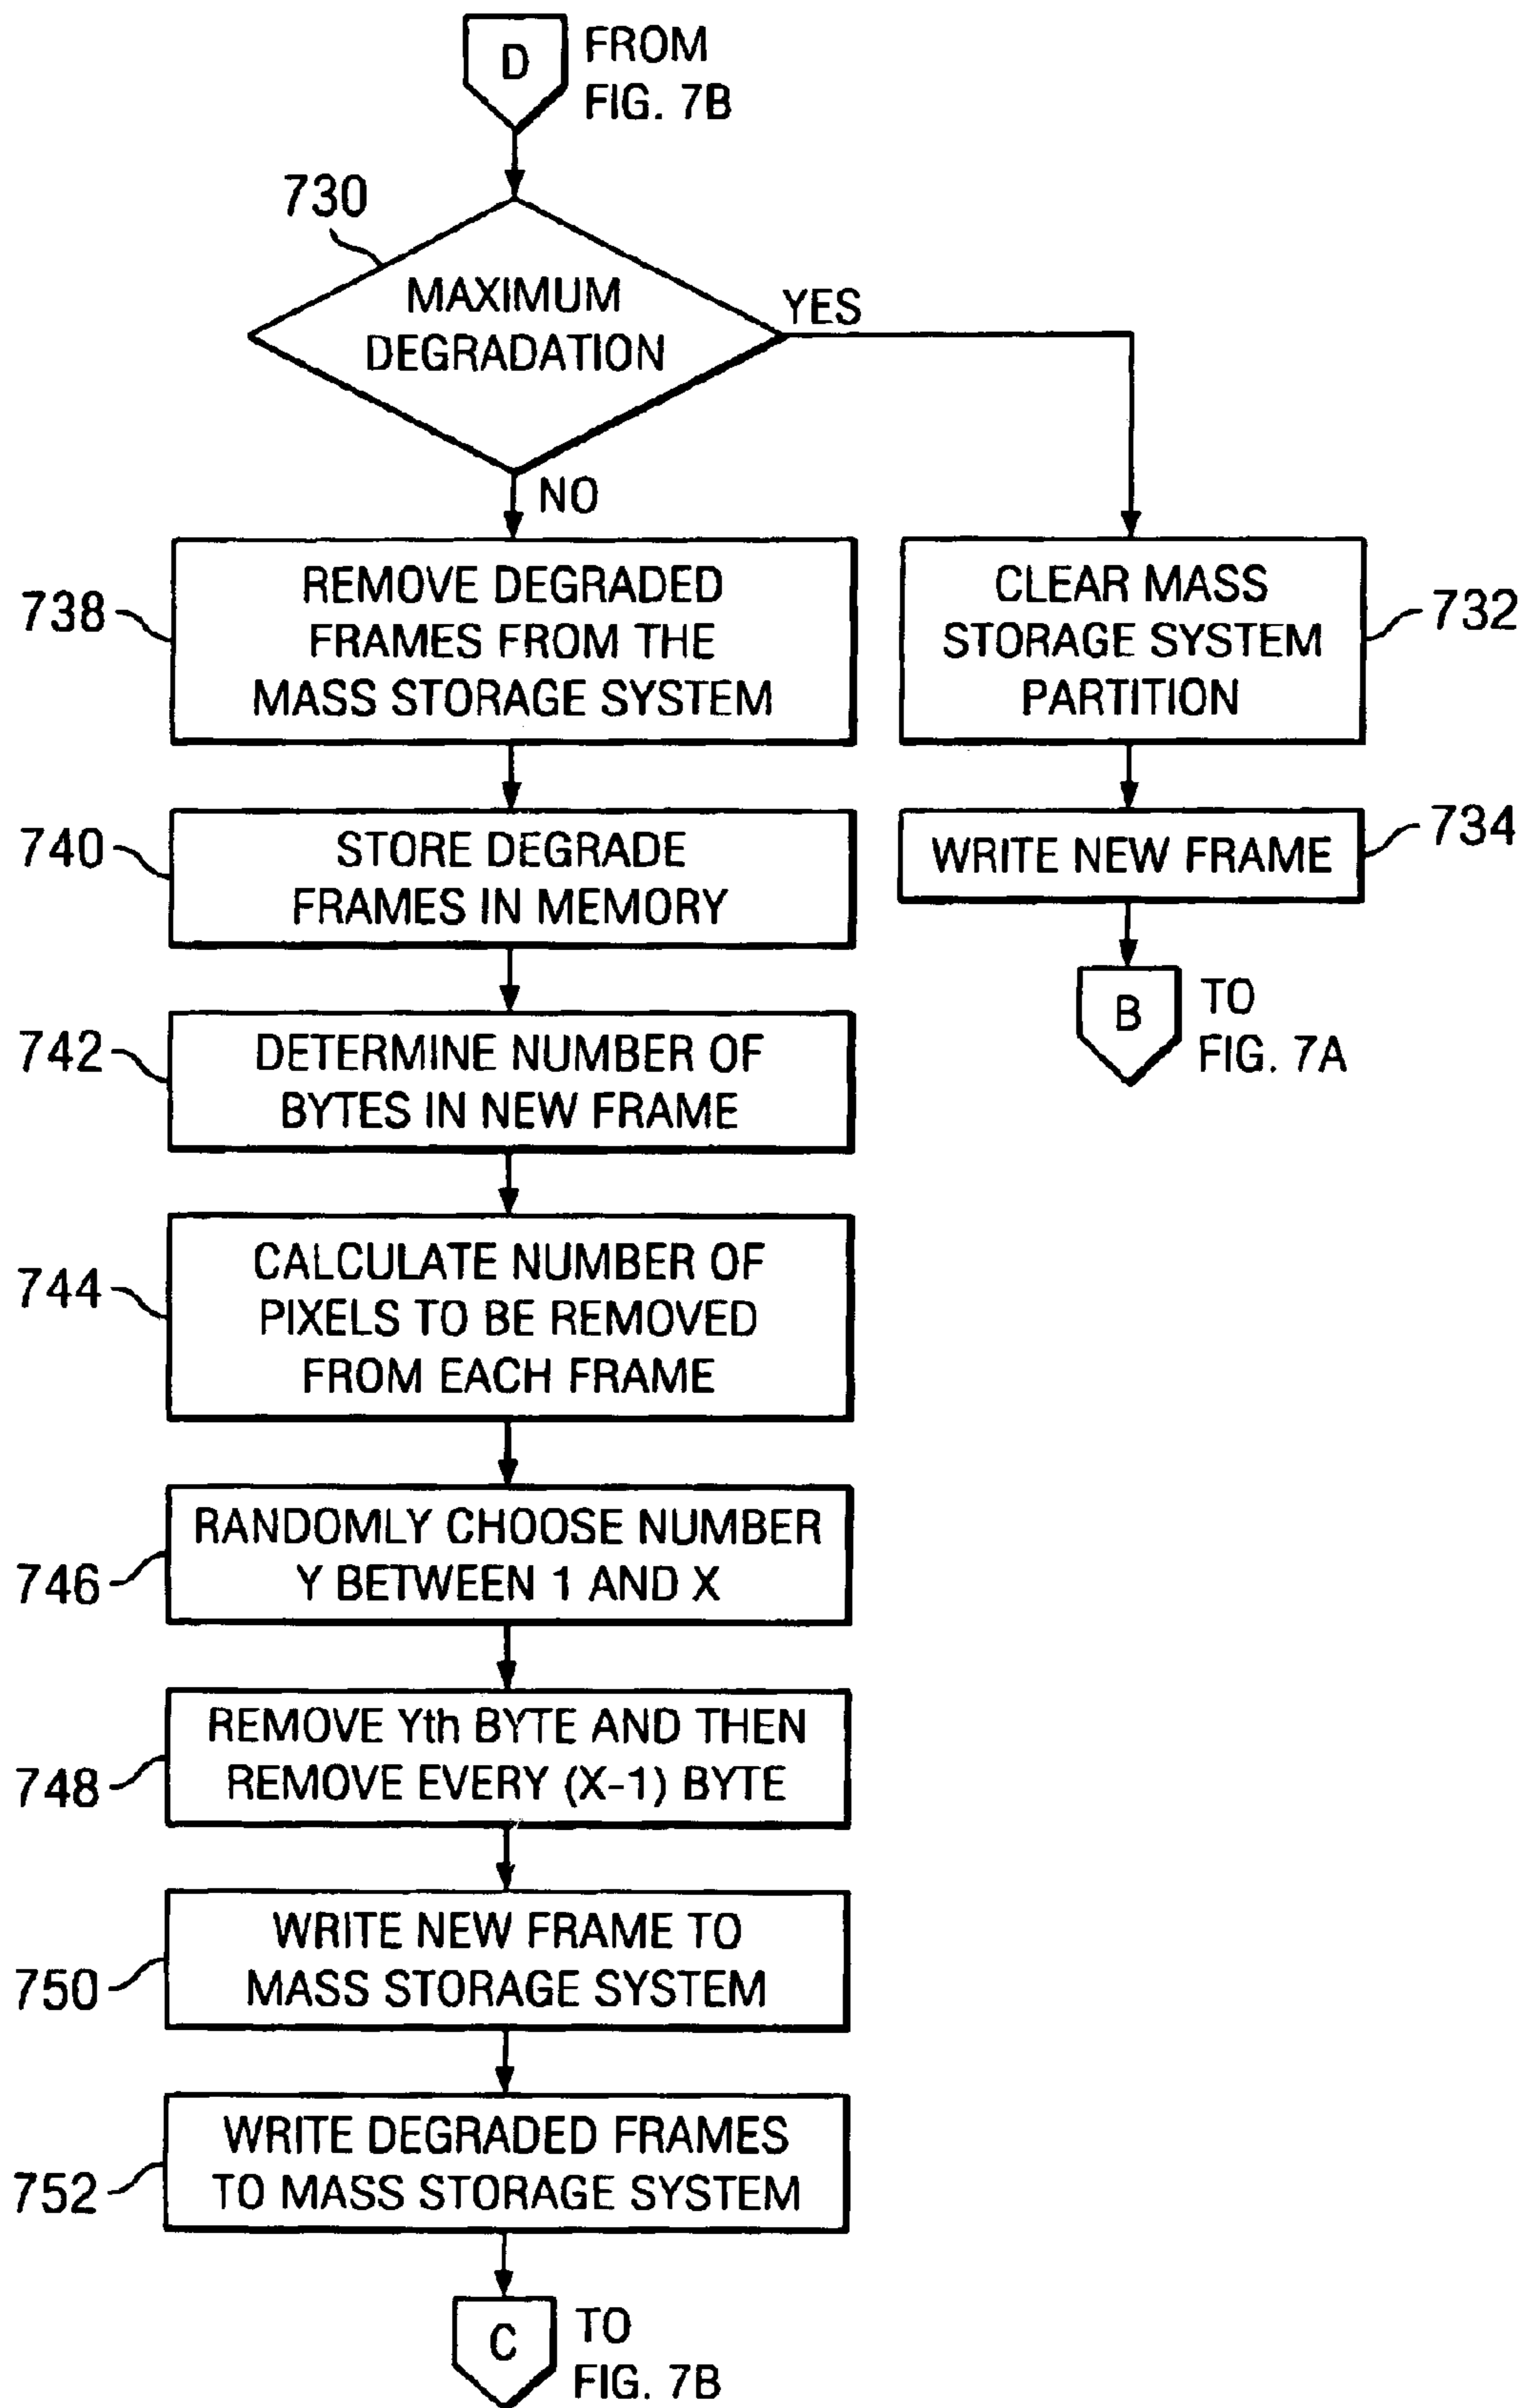 D
FROM
FIG. 7B
730
MAXIMUM
DEGRADATION
YES
NO
738
REMOVE DEGRADED
FRAMES FROM THE
MASS STORAGE SYSTEM
CLEAR MASS
STORAGE SYSTEM
PARTITION
732
740
STORE DEGRADE
FRAMES IN MEMORY
WRITE NEW FRAME
734
B
TO
FIG. 7A
742
DETERMINE NUMBER OF
BYTES IN NEW FRAME
744
CALCULATE NUMBER OF
PIXELS TO BE REMOVED
FROM EACH FRAME
746
RANDOMLY CHOOSE NUMBER
Y BETWEEN 1 AND X
748
REMOVE Yth BYTE AND THEN
REMOVE EVERY (X-1) BYTE
750
WRITE NEW FRAME TO
MASS STORAGE SYSTEM
752
WRITE DEGRADED FRAMES
TO MASS STORAGE SYSTEM
C
TO
FIG. 7B